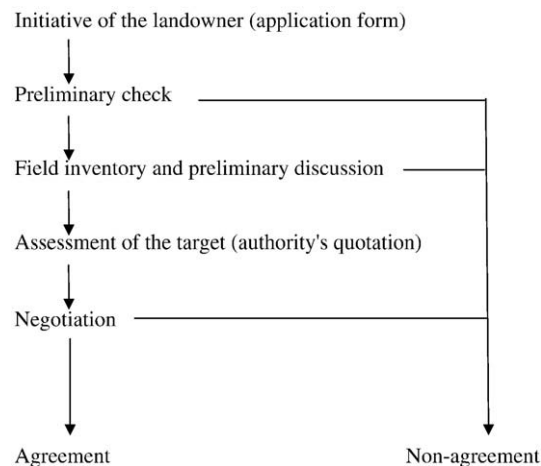 Initiative of the landowner (application form)
Preliminary check
Field inventory and preliminary discussion
Assessment of the target (authority's quotation)
Negotiation
Agreement
Non-agreement